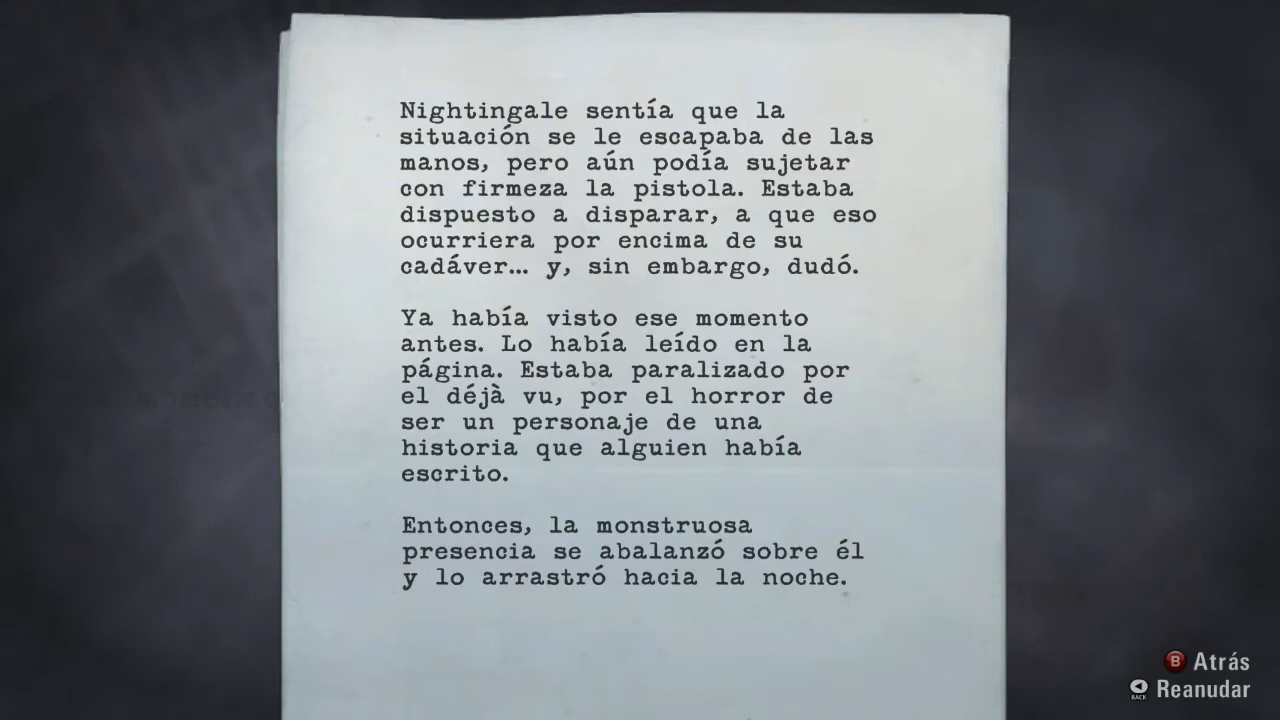 Nightingale sentía que la
situación se le escapaba de las
manos, pero aún podía sujetar
con firmeza la pistola. Estaba
dispuesto a disparar, a que eso
ocurriera por encima de su
cadáver... y, sin embargo, dudó.
Ya había visto ese momento
antes. Lo había leído en la
página. Estaba paralizado por
el déjà vu, por el horror de
ser un personaje de una
historia que alguien había
escrito.
Entonces, la monstruosa
presencia se abalanzó sobre él
y lo arrastró hacia la noche.
B Atrás
BACK Reanudar